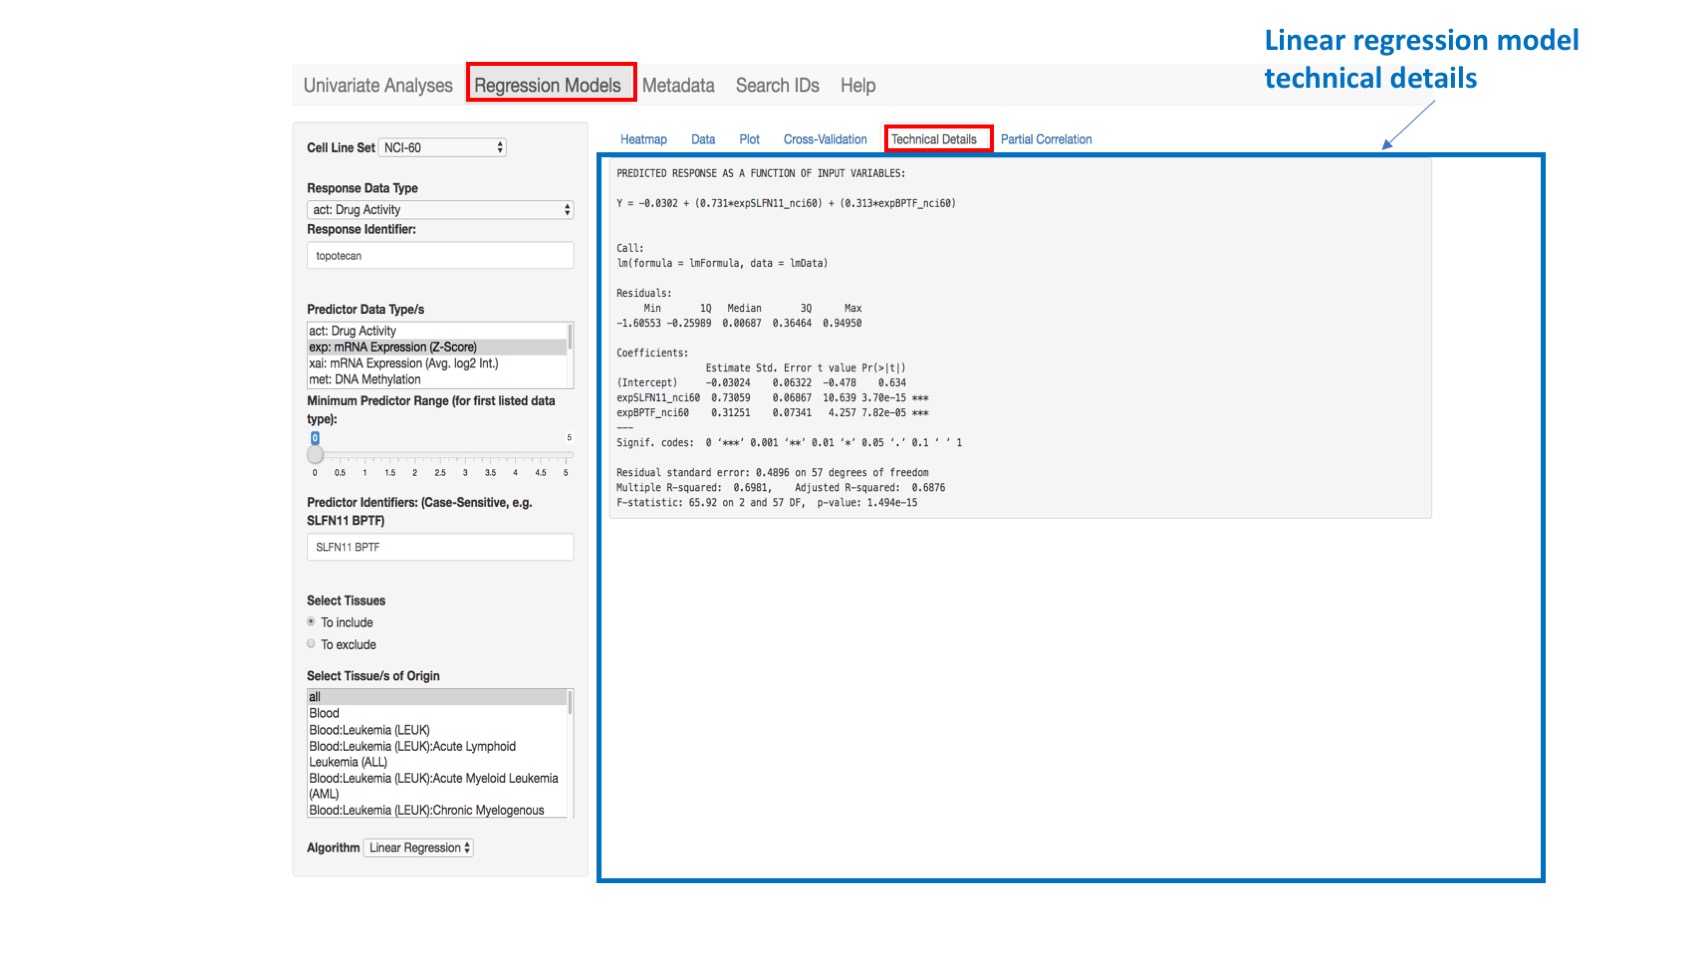 Linear regression model
technical details
Univariate Analyses Regression Models Metadata Search IDs Help
Cell Line Set NCI-60
Response Data Type
act: Drug Activity
Response Identifier:
topotecan
Predictor Data Type/s
act: Drug Activity
exp: mRNA Expression (Z-Score)
xai: mRNA Expression (Avg. log2 Int.)
met: DNA Methylation
Minimum Predictor Range (for first listed data
type):
0 5
0 0.5 1 1.5 2 2.5 3 3.5 4 4.5 5
Predictor Identifiers: (Case-Sensitive, e.g.
SLFN11 BPTF)
SLFN11 BPTF
Select Tissues
To include
To exclude
Select Tissue/s of Origin
all
Blood
Blood:Leukemia (LEUK)
Blood:Leukemia (LEUK):Acute Lymphoid
Leukemia (ALL)
Blood:Leukemia (LEUK):Acute Myeloid Leukemia
(AML)
Blood:Leukemia (LEUK):Chronic Myelogenous
Algorithm Linear Regression
Heatmap Data Plot Cross-Validation Technical Details Partial Correlation
PREDICTED RESPONSE AS A FUNCTION OF INPUT VARIABLES:
Y = -0.0302 + (0.731*expSLFN11_nci60) + (0.313*expBPTF_nci60)
Call:
lm(formula = lmFormula, data = lmData)
Residuals:
Min 1Q Median 3Q Max
-1.60553 -0.25989 0.00687 0.36464 0.94950
Coefficients:
Estimate Std. Error t value Pr(>|t|)
(Intercept) -0.03024 0.06322 -0.478 0.634
expSLFN11_nci60 0.73059 0.06867 10.639 3.70e-15 ***
expBPTF_nci60 0.31251 0.07341 4.257 7.82e-05 ***
---
Signif. codes: 0 ‘***’ 0.001 ‘**’ 0.01 ‘*’ 0.05 ‘.’ 0.1 ‘ ’ 1
Residual standard error: 0.4896 on 57 degrees of freedom
Multiple R-squared: 0.6981, Adjusted R-squared: 0.6876
F-statistic: 65.92 on 2 and 57 DF, p-value: 1.494e-15